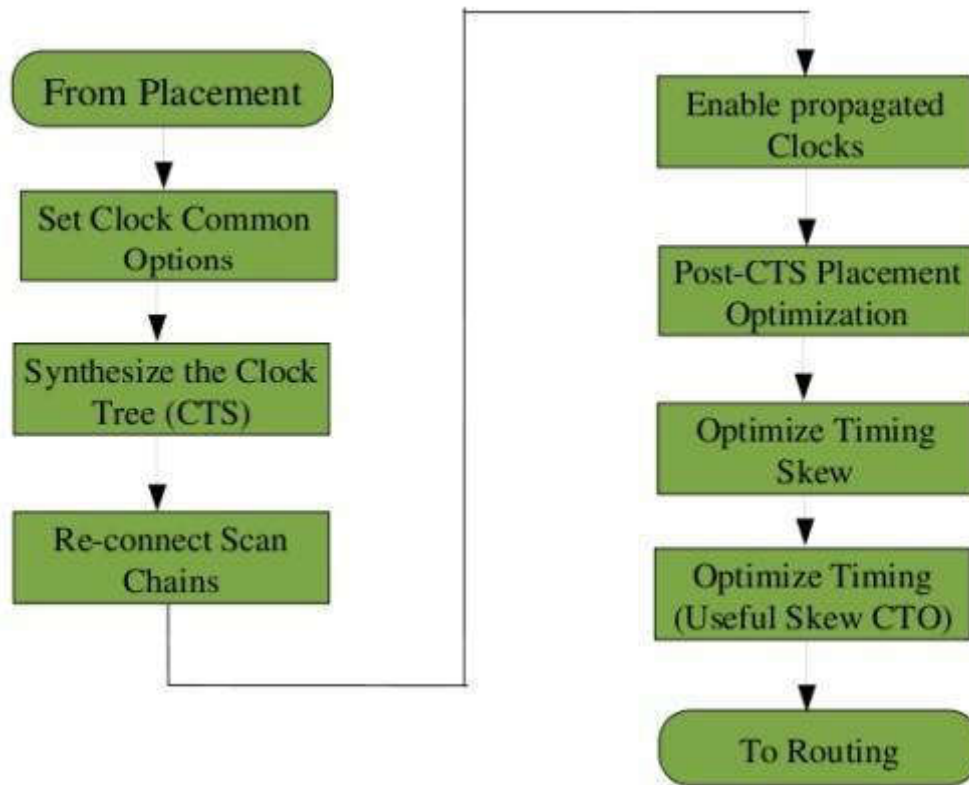 From Placement
Set Clock Common
Options
Synthesize the Clock
Tree (CTS)
Re-connect Scan
Chains
Enable propagated
Clocks
Post-CTS Placement
Optimization
Optimize Timing
Skew
Optimize Timing
(Useful Skew CTO)
To Routing